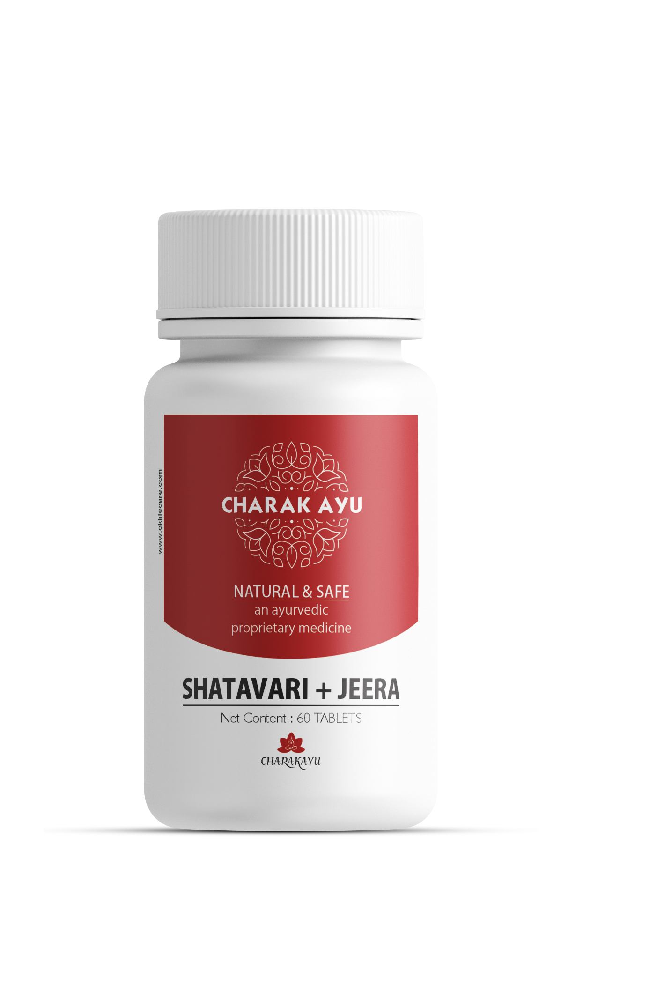 CHARAK AYU
NATURAL & SAFE
an ayurvedic
proprietary medicine
www.oklifecare.com
SHATAVARI + JEERA
Net Content : 60 TABLETS
CHARAKAYU